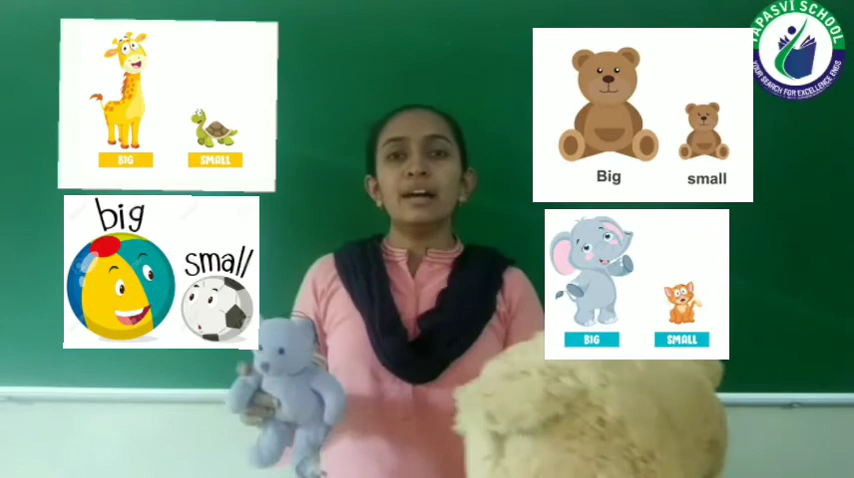 BIG
SMALL
big
small
Big
small
BIG
SMALL
TAPASVI SCHOOL
YOUR SEARCH FOR EXCELLENCE ENDS